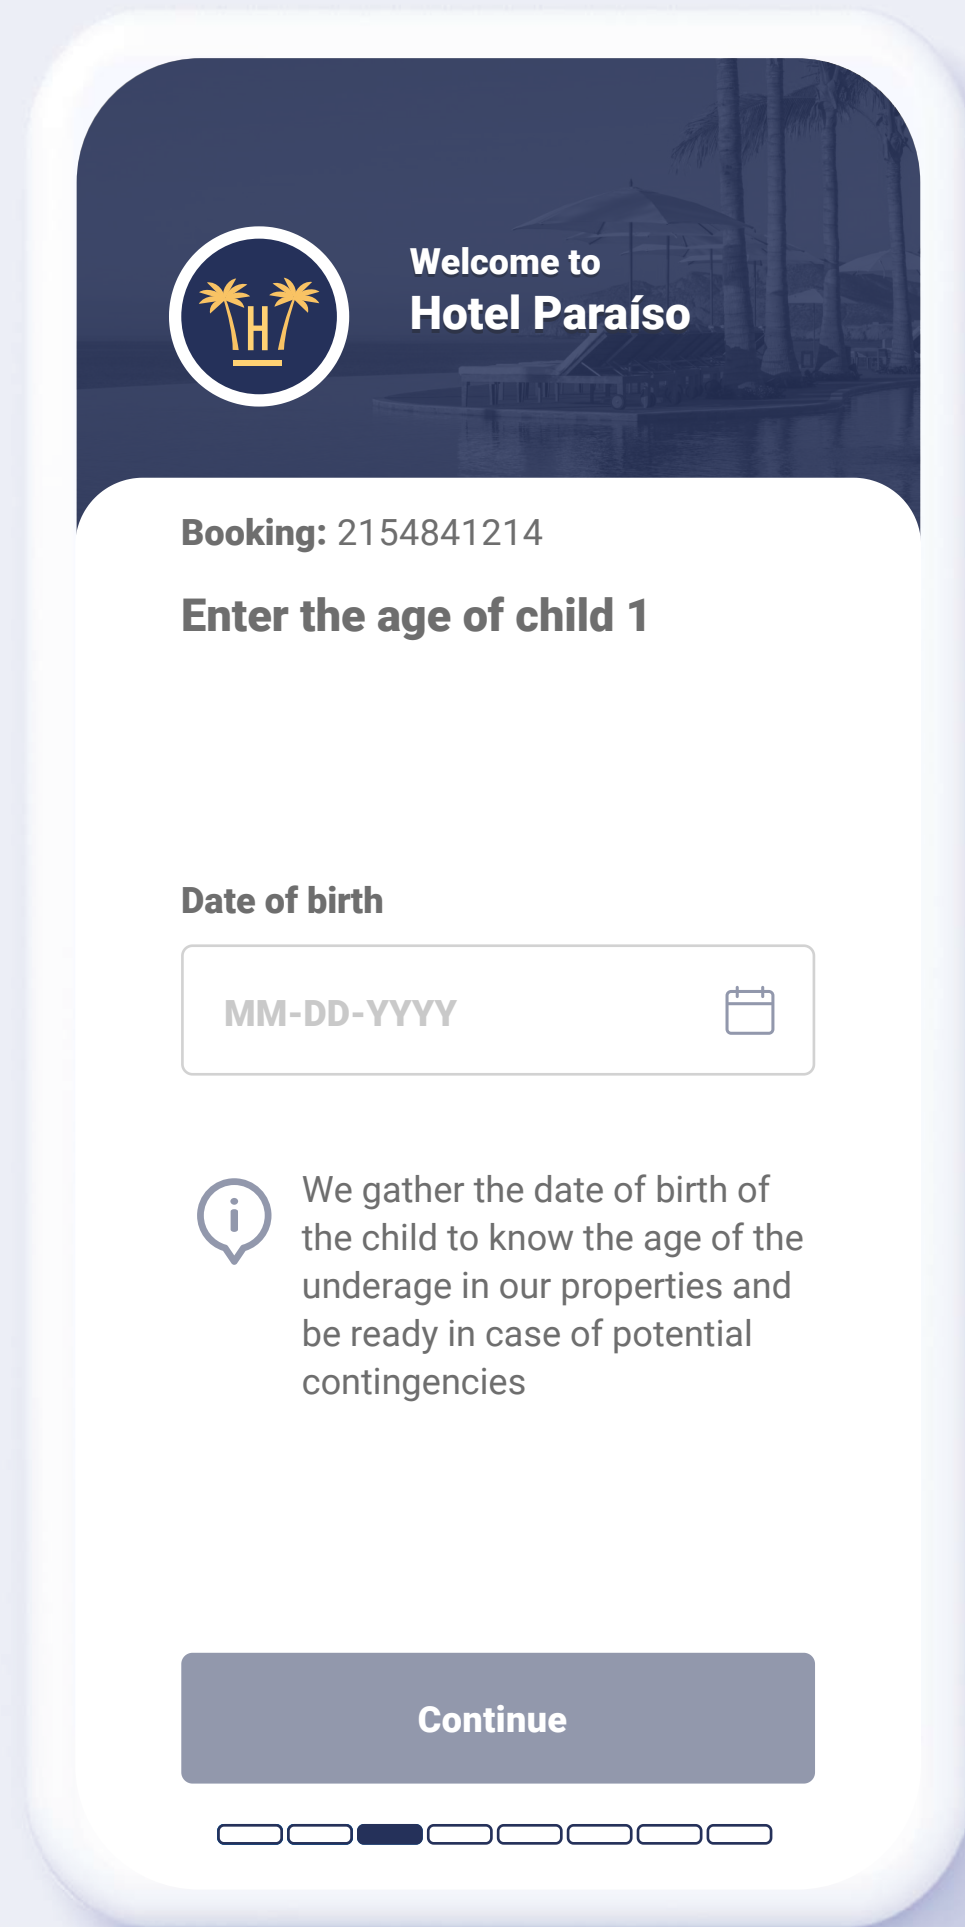 H
Welcome to
Hotel Paraíso
Booking: 2154841214
Enter the age of child 1
Date of birth
MM-DD-YYYY
We gather the date of birth of
the child to know the age of the
underage in our properties and
be ready in case of potential
contingencies
Continue